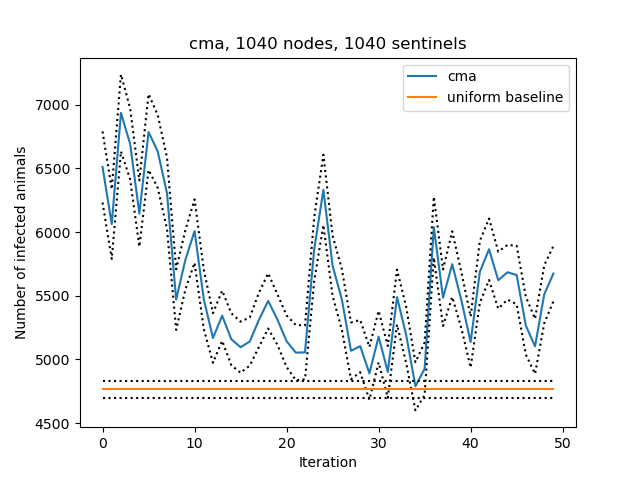 cma, 1040 nodes, 1040 sentinels
cma
uniform baseline
Number of infected animals
7000
6500
6000
5500
5000
4500
0 10 20 30 40 50
Iteration